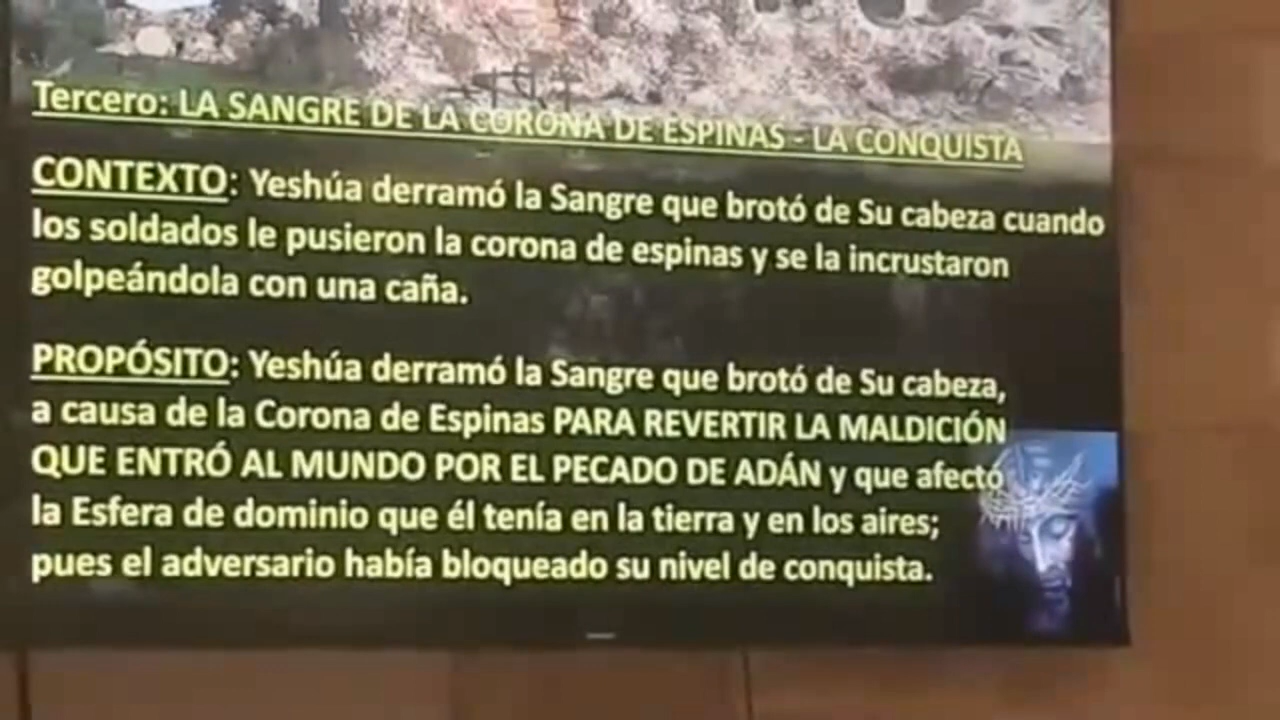 Tercero: LA SANGRE DE LA CORONA DE ESPINAS - LA CONQUISTA
CONTEXTO: Yeshúa derramó la Sangre que brotó de Su cabeza cuando
los soldados le pusieron la corona de espinas y se la incrustaron
golpeándola con una caña.
PROPÓSITO: Yeshúa derramó la Sangre que brotó de Su cabeza,
a causa de la Corona de Espinas PARA REVERTIR LA MALDICIÓN
QUE ENTRÓ AL MUNDO POR EL PECADO DE ADÁN y que afectó
la Esfera de dominio que él tenía en la tierra y en los aires;
pues el adversario había bloqueado su nivel de conquista.